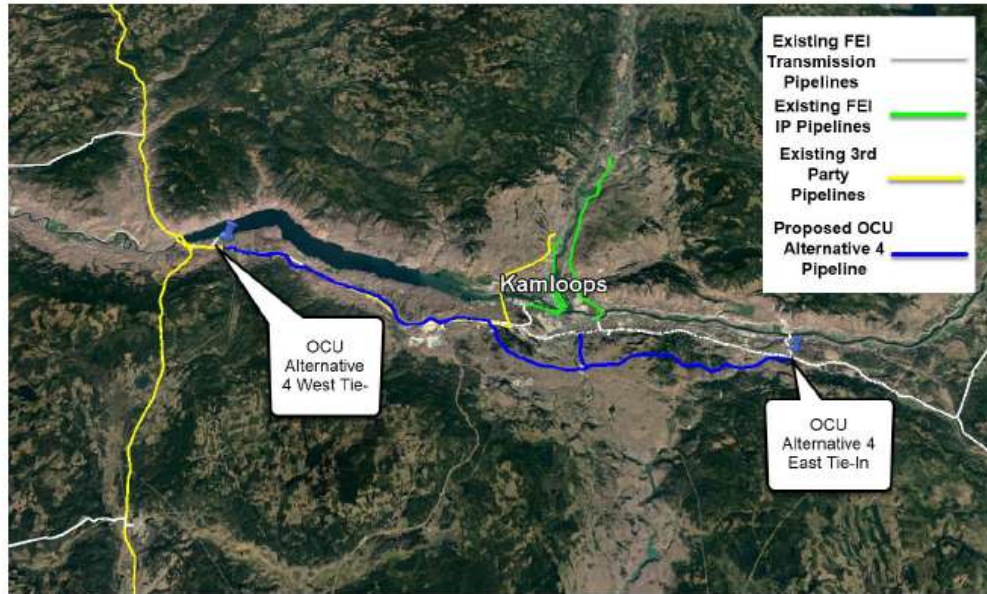 Existing FEI
Transmission
Pipelines
Existing FEI
IP Pipelines
Existing 3rd
Party
Pipelines
Proposed OCU
Alternative 4
Pipeline
Kamloops
OCU
Alternative
4 West Tie-
OCU
Alternative 4
East Tie-In